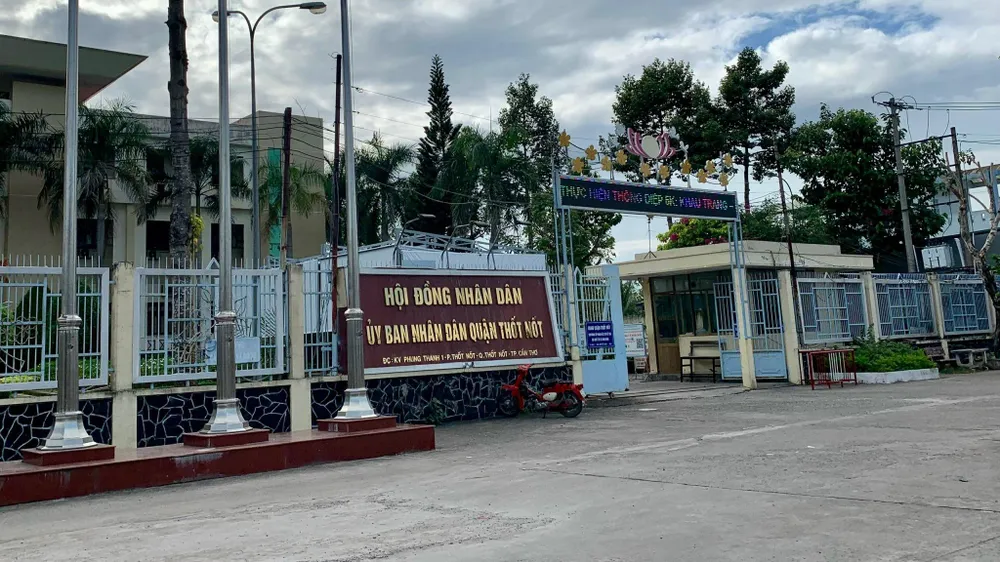 THỰC HIỆN THÔNG ĐIỆP 5K: KHẨU TRANG
HỘI ĐỒNG NHÂN DÂN
ỦY BAN NHÂN DÂN QUẬN THỐT NỐT
ĐC: KV PHỤNG THẠNH 1 - P. THỐT NỐT - Q. THỐT NỐT - TP. CẦN THƠ